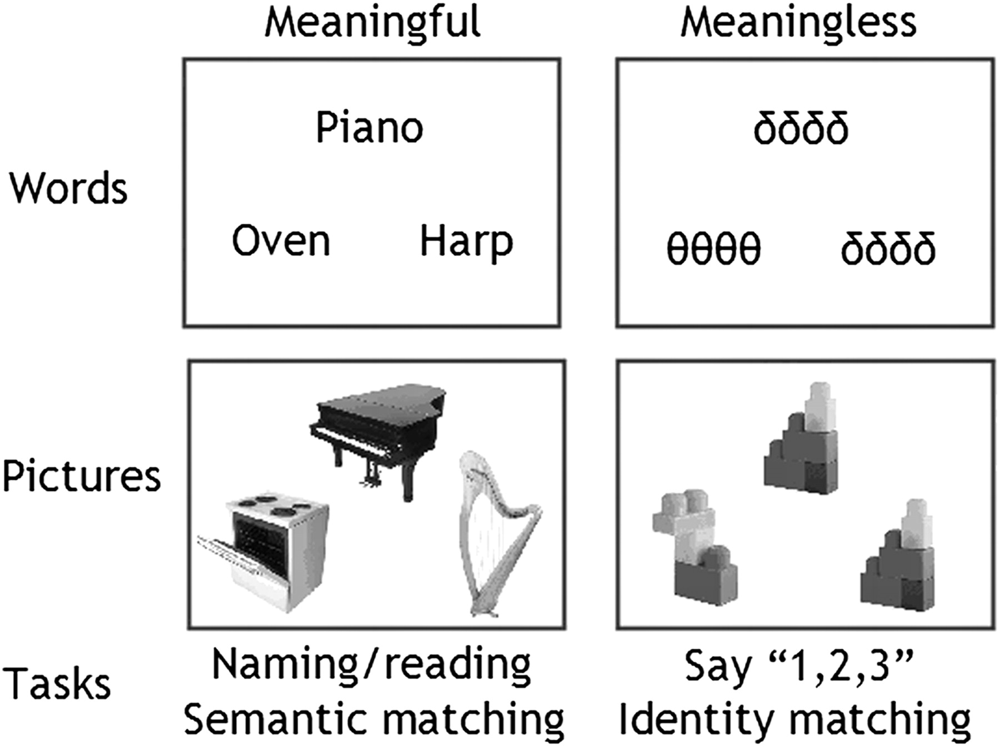 Meaningful Meaningless
Words
Piano
Oven Harp
δδδδ
θθθθ δδδδ
Pictures
Tasks
Naming/reading
Semantic matching
Say “1,2,3”
Identity matching